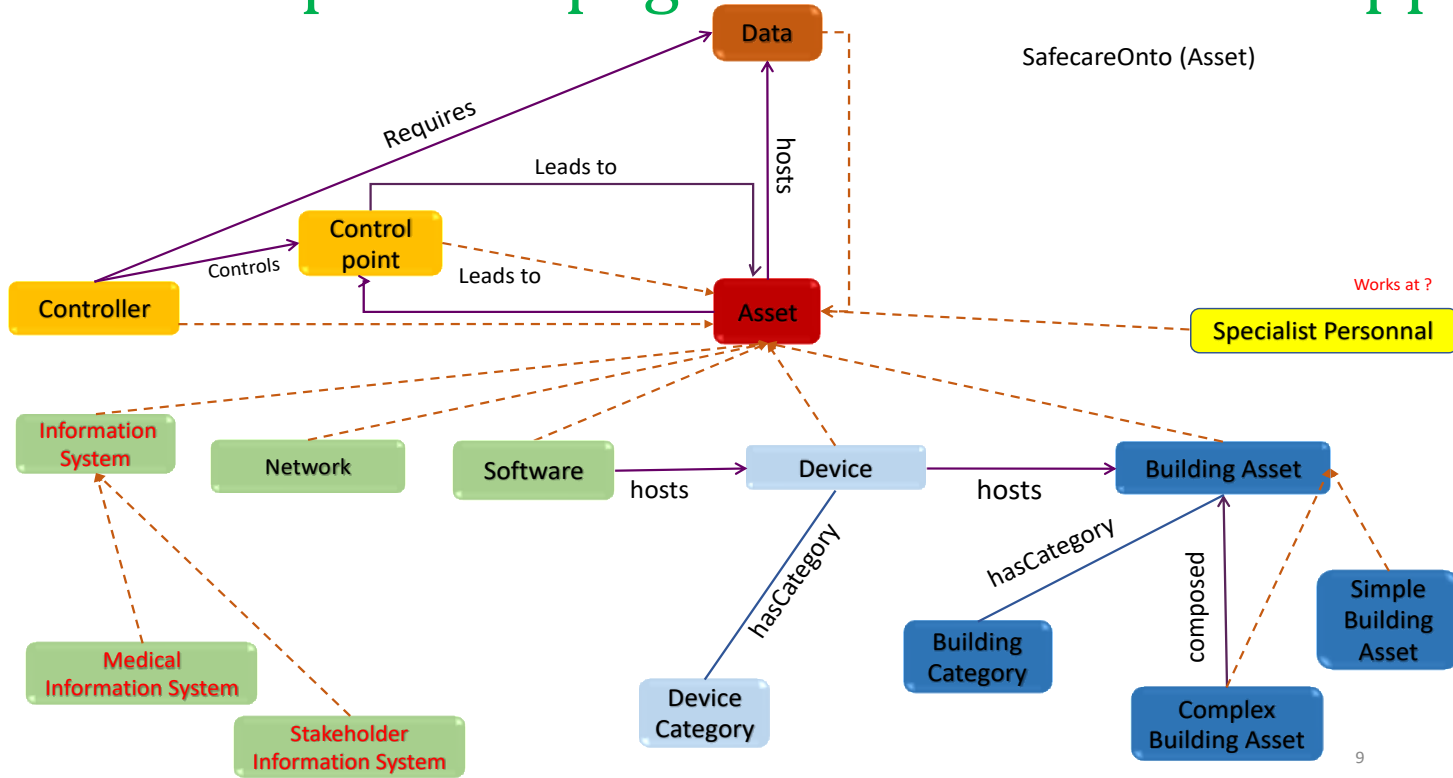 Data
SafecareOnto (Asset)
Requires
hosts
Leads to
Control
point
Controls
Leads to
Controller
Asset
Works at ?
Specialist Personnal
Information
System
Network
Software
hosts
Device
hosts
Building Asset
hasCategory
hasCategory
composed
Simple
Building
Asset
Building
Category
Medical
Information System
Device
Category
Complex
Building Asset
Stakeholder
Information System
9